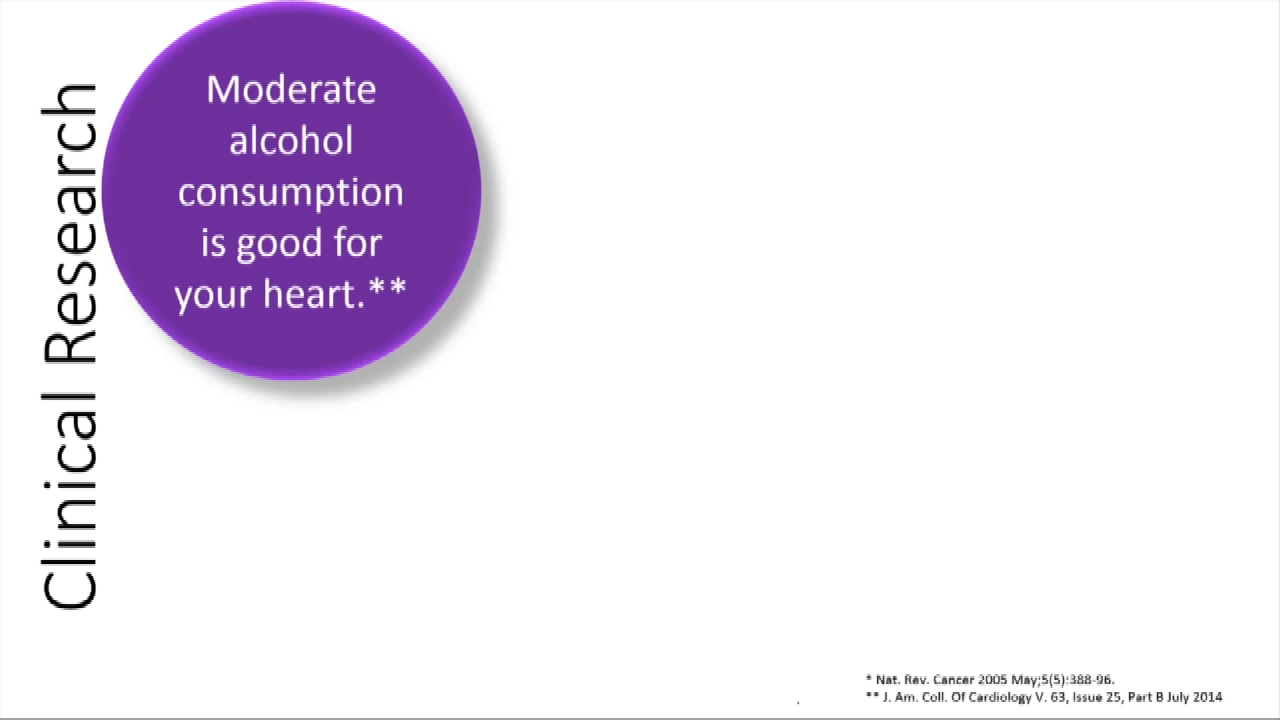 Clinical Research
Moderate
alcohol
consumption
is good for
your heart.**
* Nat. Rev. Cancer 2005 May;5(5):388-96.
** J. Am. Coll. Of Cardiology V. 63, Issue 25, Part B July 2014